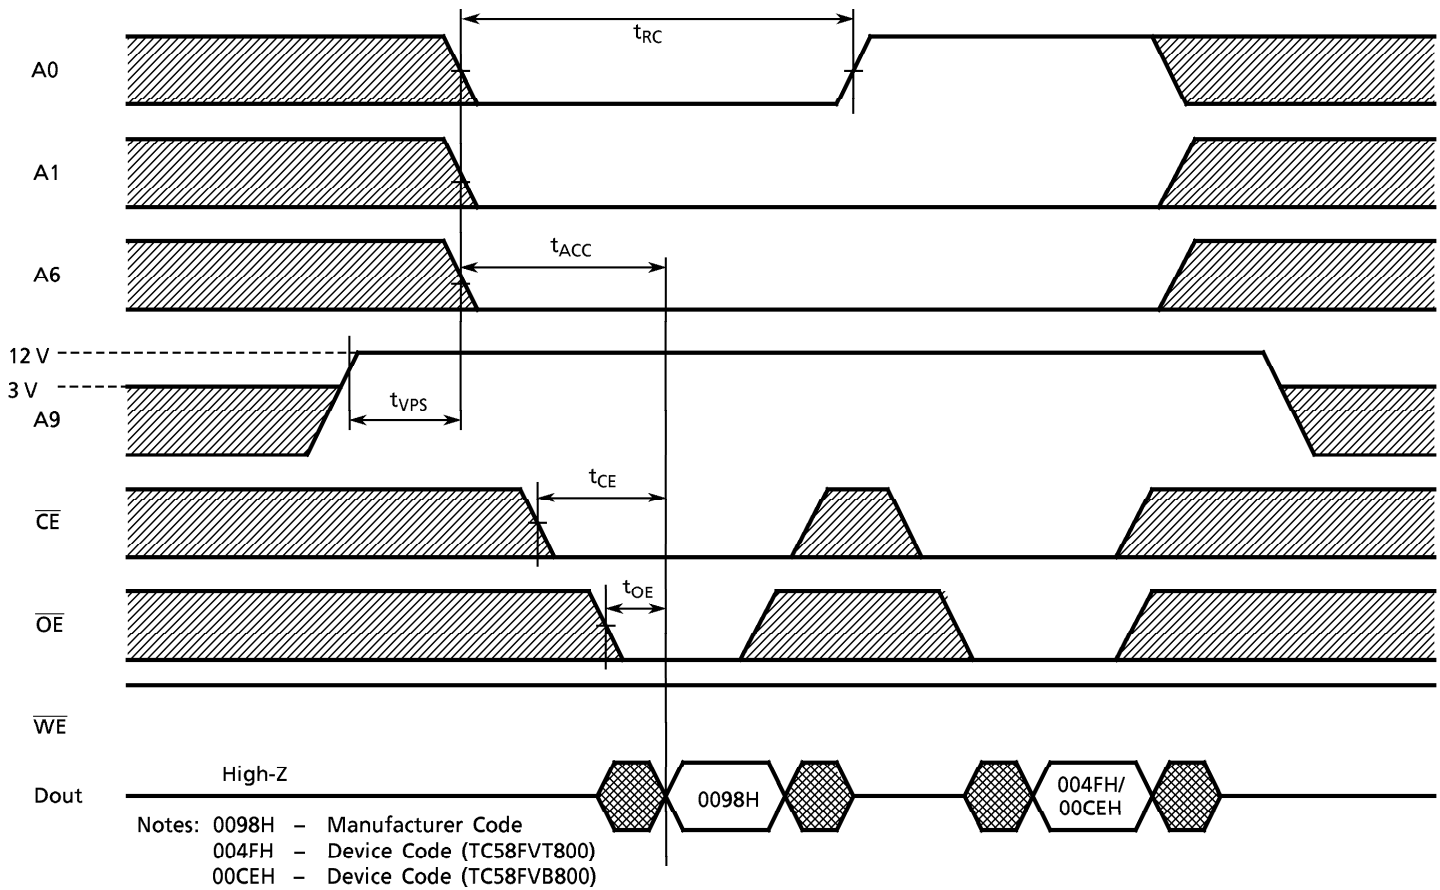 tRC
A0
A1
tACC
A6
12 V
3 V
tVPS
A9
tCE
CE
tOE
OE
WE
High-Z
Dout
0098H
004FH/
00CEH
Notes: 0098H – Manufacturer Code
004FH – Device Code (TC58FVT800)
00CEH – Device Code (TC58FVB800)